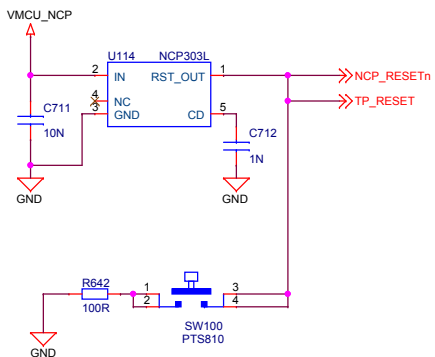 VMCU_NCP
U114 NCP303L
2 IN RST_OUT 1
NCP_RESETn
4 NC
TP_RESET
3 GND CD 5
C711
10N
C712
1N
GND
GND
R642
100R
1 3
2 4
SW100
PTS810
GND